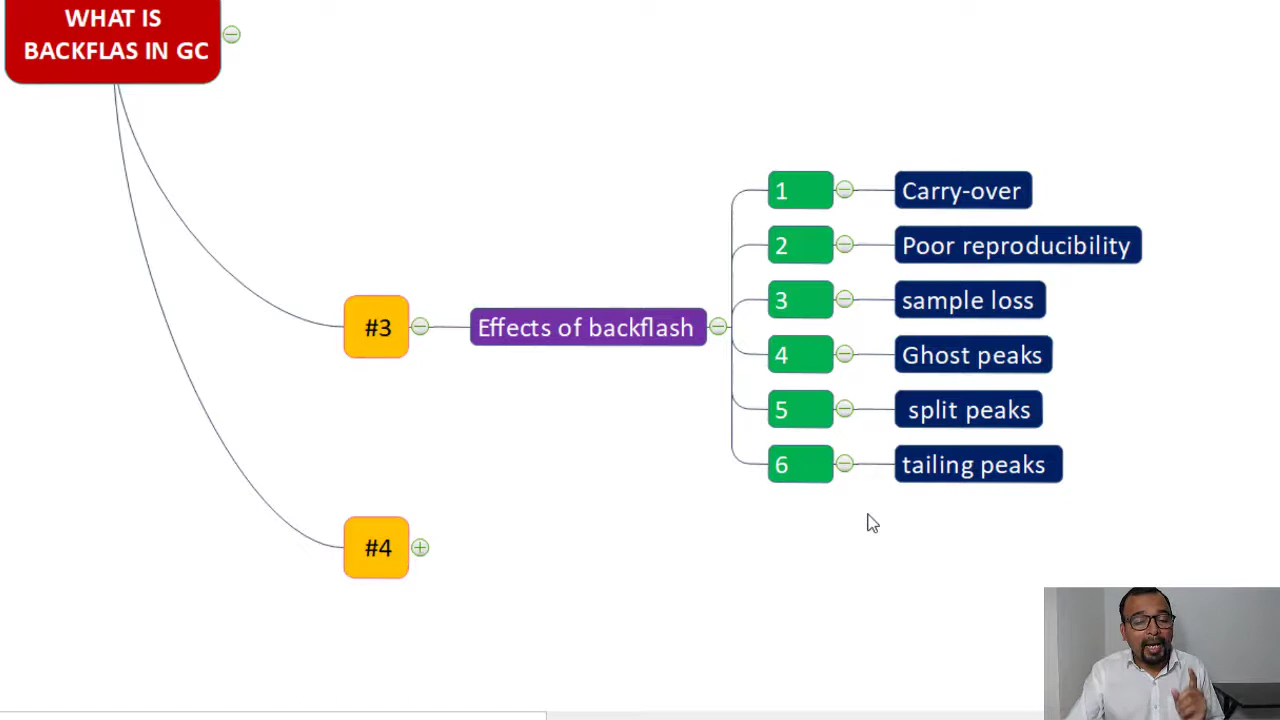 WHAT IS
BACKFLAS IN GC
#3
Effects of backflash
1
Carry-over
2
Poor reproducibility
3
sample loss
4
Ghost peaks
5
split peaks
6
tailing peaks
#4